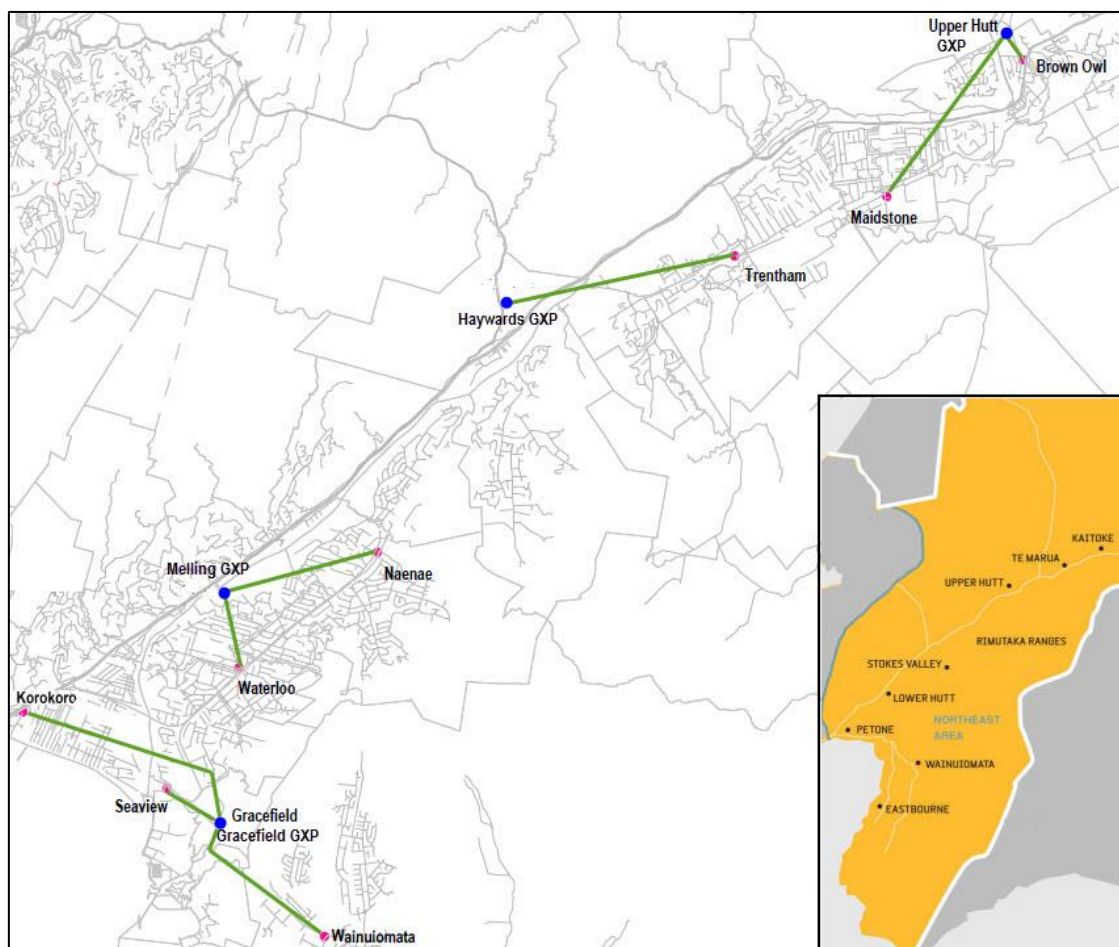 Upper Hutt
GXP
Brown Owl
Maidstone
Trentham
Haywards GXP
Melling GXP
Naenae
Waterloo
Korokoro
Seaview
Gracefield
Gracefield GXP
Wainuiomata
KAITOKE
TE MARUA
UPPER HUTT
RIMUTAKA RANGES
STOKES VALLEY
LOWER HUTT
NORTHEAST
AREA
PETONE
WAINUIOMATA
EASTBOURNE